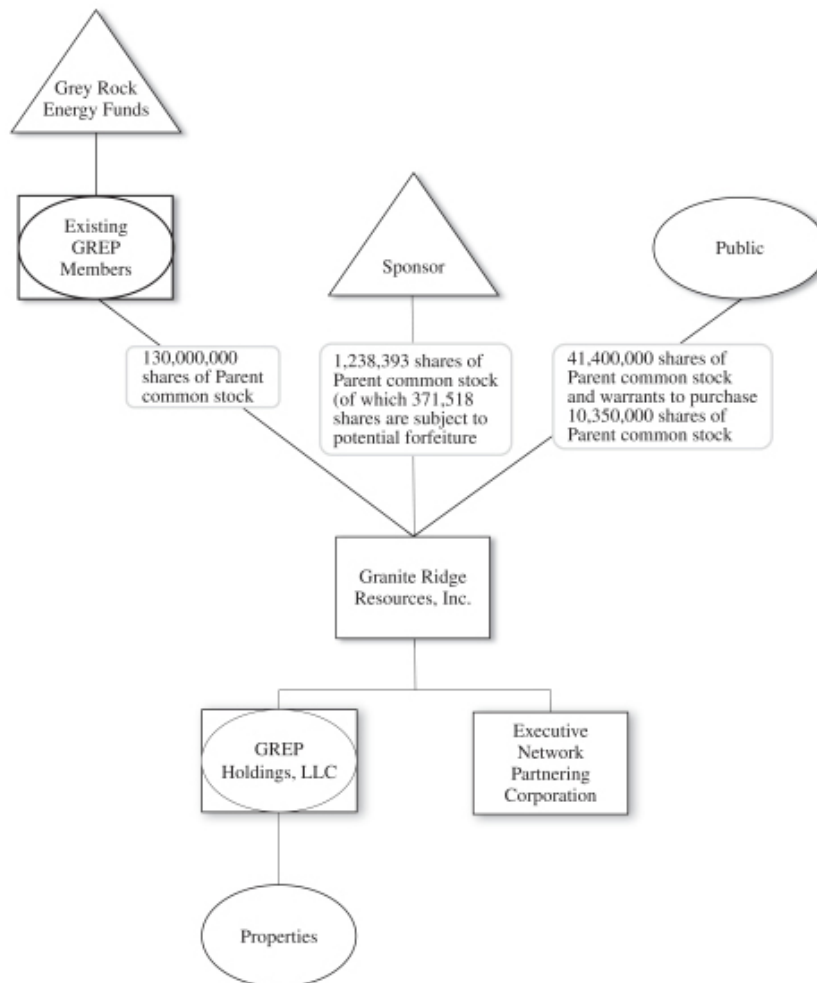 Grey Rock
Energy Funds
Existing
GREP
Members
Sponsor
Public
130,000,000
shares of Parent
common stock
1,238,393 shares of
Parent common stock
(of which 371,518
shares are subject to
potential forfeiture
41,400,000 shares of
Parent common stock
and warrants to purchase
10,350,000 shares of
Parent common stock
Granite Ridge
Resources, Inc.
GREP
Holdings, LLC
Executive
Network
Partnering
Corporation
Properties